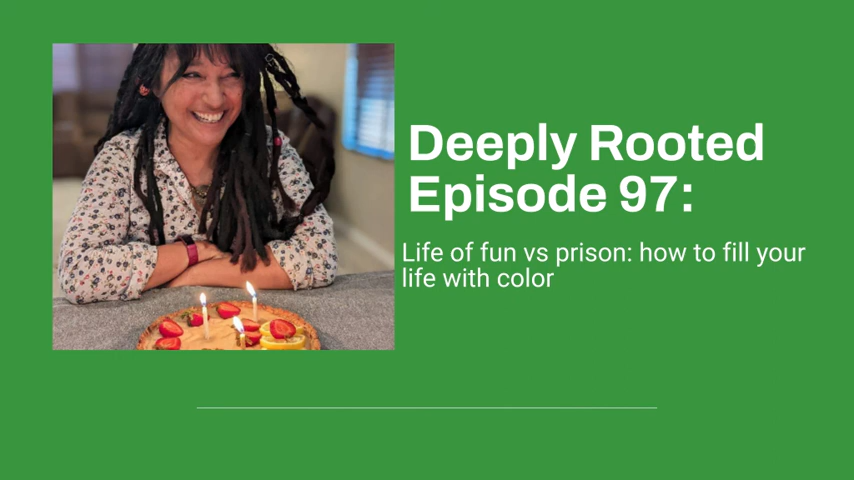 Deeply Rooted
Episode 97:
Life of fun vs prison: how to fill your
life with color